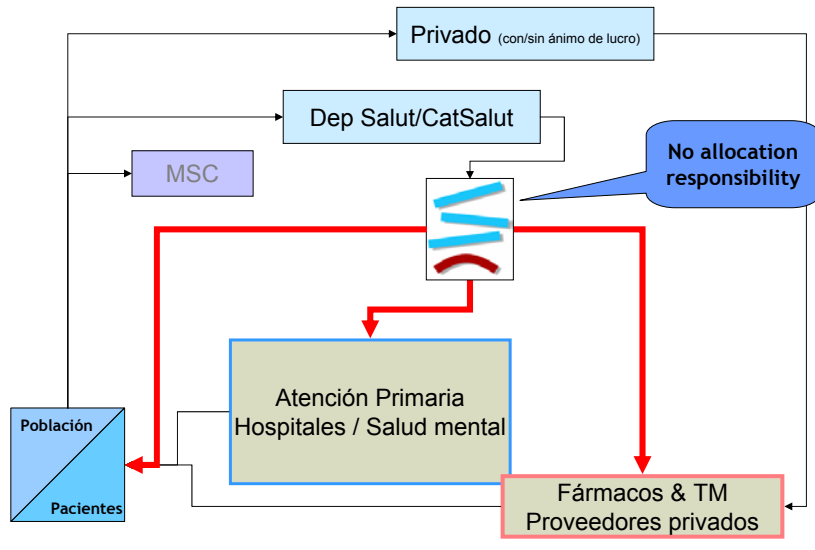 Privado (con/sin ánimo de lucro)
Dep Salut/CatSalut
No allocation
responsibility
MSC
Atención Primaria
Hospitales / Salud mental
Población
Pacientes
Fármacos & TM
Proveedores privados